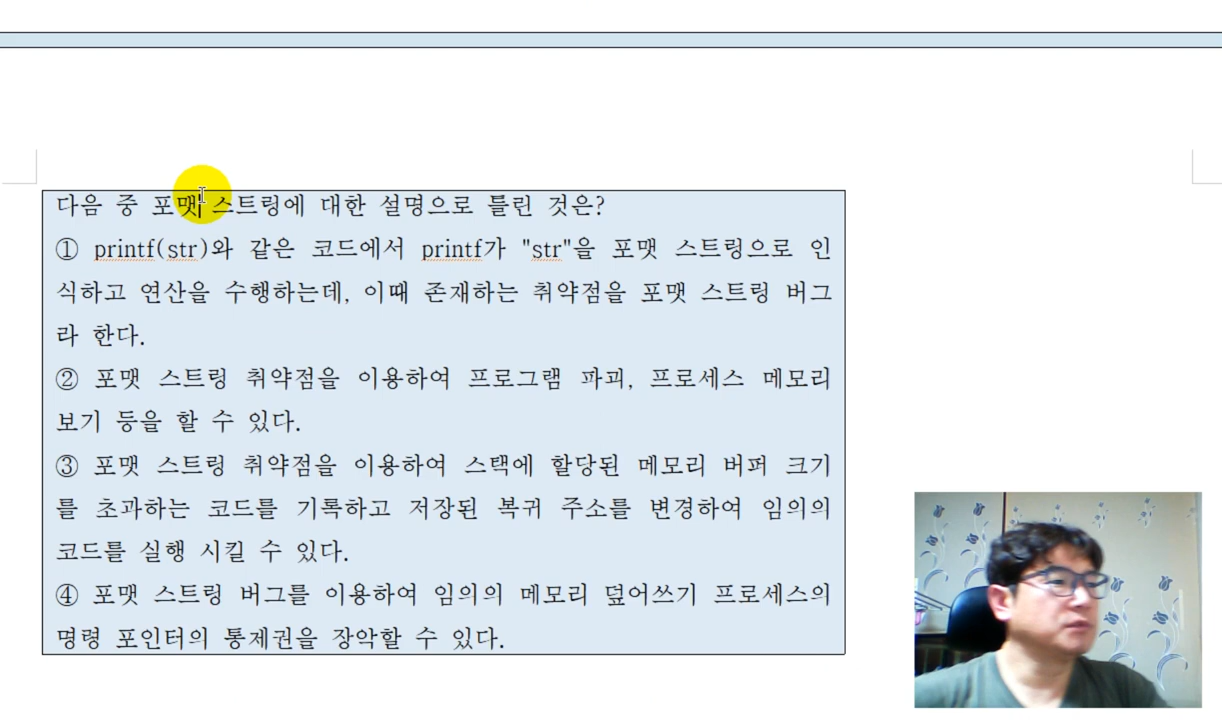 다음 중 포맷 스트링에 대한 설명으로 틀린 것은?
① printf(str)와 같은 코드에서 printf가 "str"을 포맷 스트링으로 인
식하고 연산을 수행하는데, 이때 존재하는 취약점을 포맷 스트링 버그
라 한다.
② 포맷 스트링 취약점을 이용하여 프로그램 파괴, 프로세스 메모리
보기 등을 할 수 있다.
③ 포맷 스트링 취약점을 이용하여 스택에 할당된 메모리 버퍼 크기
를 초과하는 코드를 기록하고 저장된 복귀 주소를 변경하여 임의의
코드를 실행 시킬 수 있다.
④ 포맷 스트링 버그를 이용하여 임의의 메모리 덮어쓰기 프로세스의
명령 포인터의 통제권을 장악할 수 있다.